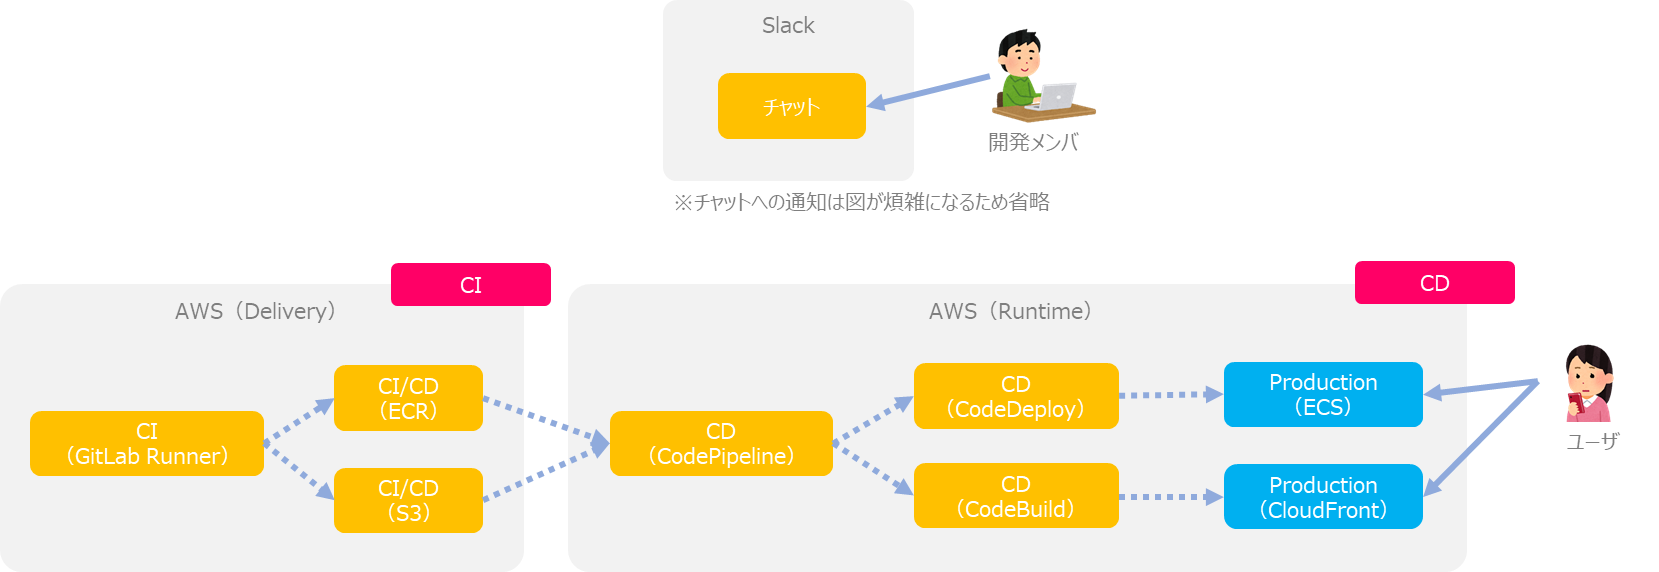 Slack
チャット
開発メンバ
※チャットへの通知は図が煩雑になるため省略
CI
AWS（Delivery）
CI
（GitLab Runner）
CI/CD
（ECR）
CI/CD
（S3）
CD
AWS（Runtime）
CD
（CodePipeline）
CD
（CodeDeploy）
CD
（CodeBuild）
Production
（ECS）
Production
（CloudFront）
ユーザ